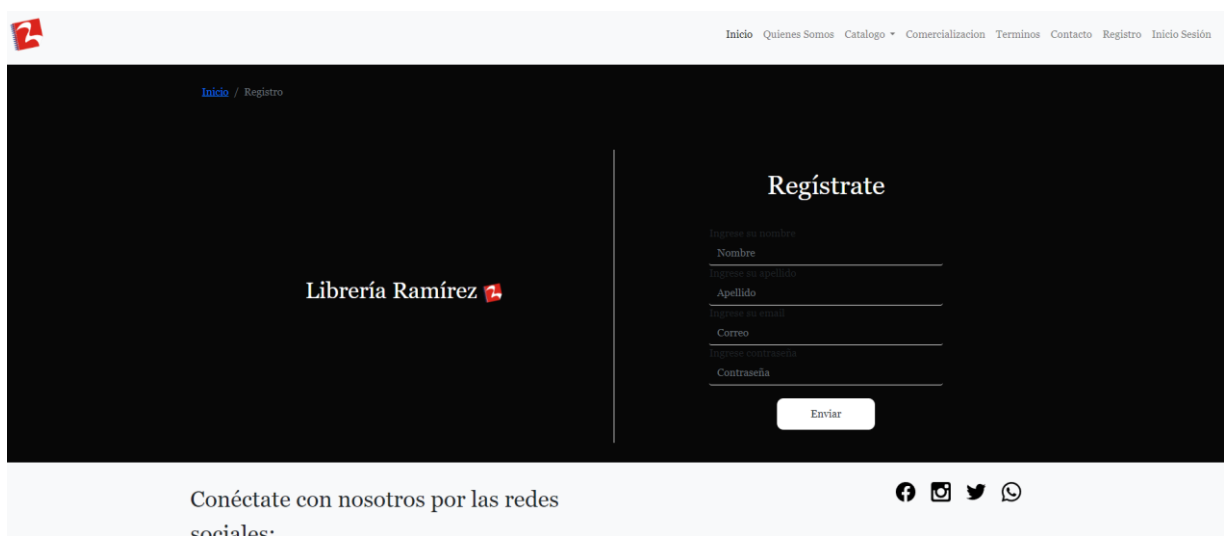 Inicio Quienes Somos Catalogo Comercializacion Terminos Contacto Registro Inicio Sesión
Inicio / Registro
Librería Ramírez
Regístrate
Ingrese su nombre
Nombre
Ingrese su apellido
Apellido
Ingrese su email
Correo
Ingrese contraseña
Contraseña
Enviar
Conéctate con nosotros por las redes
sociales: